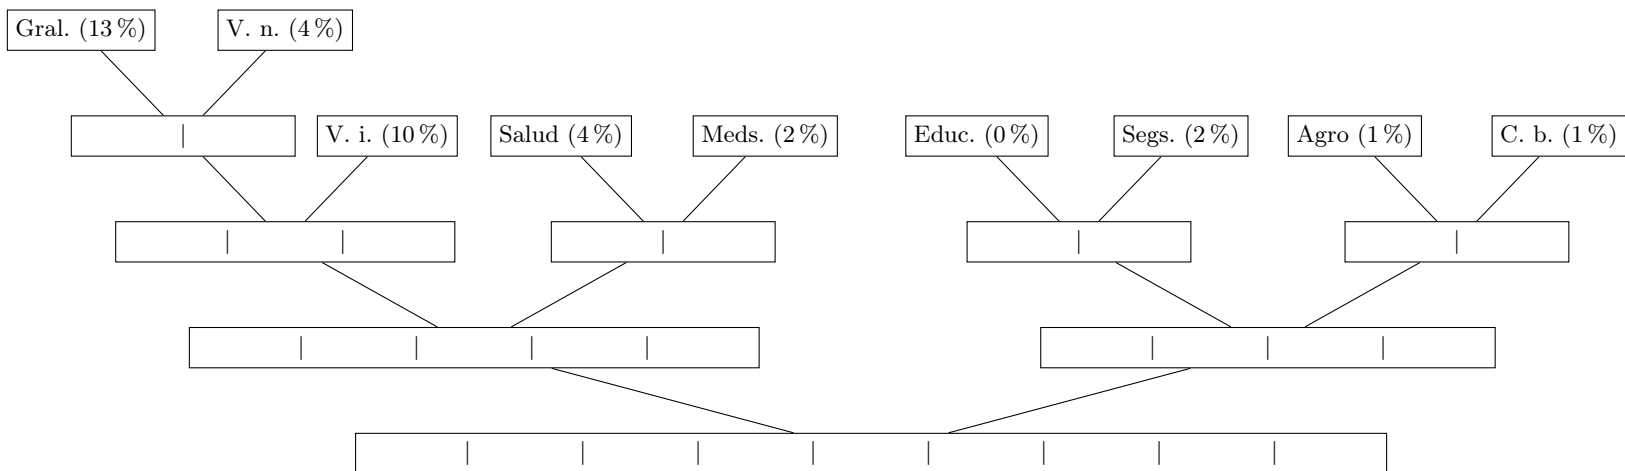 Gral. (13 %) V. n. (4 %)
V. i. (10 %) Salud (4 %) Meds. (2 %) Educ. (0 %) Segs. (2 %) Agro (1 %) C. b. (1 %)